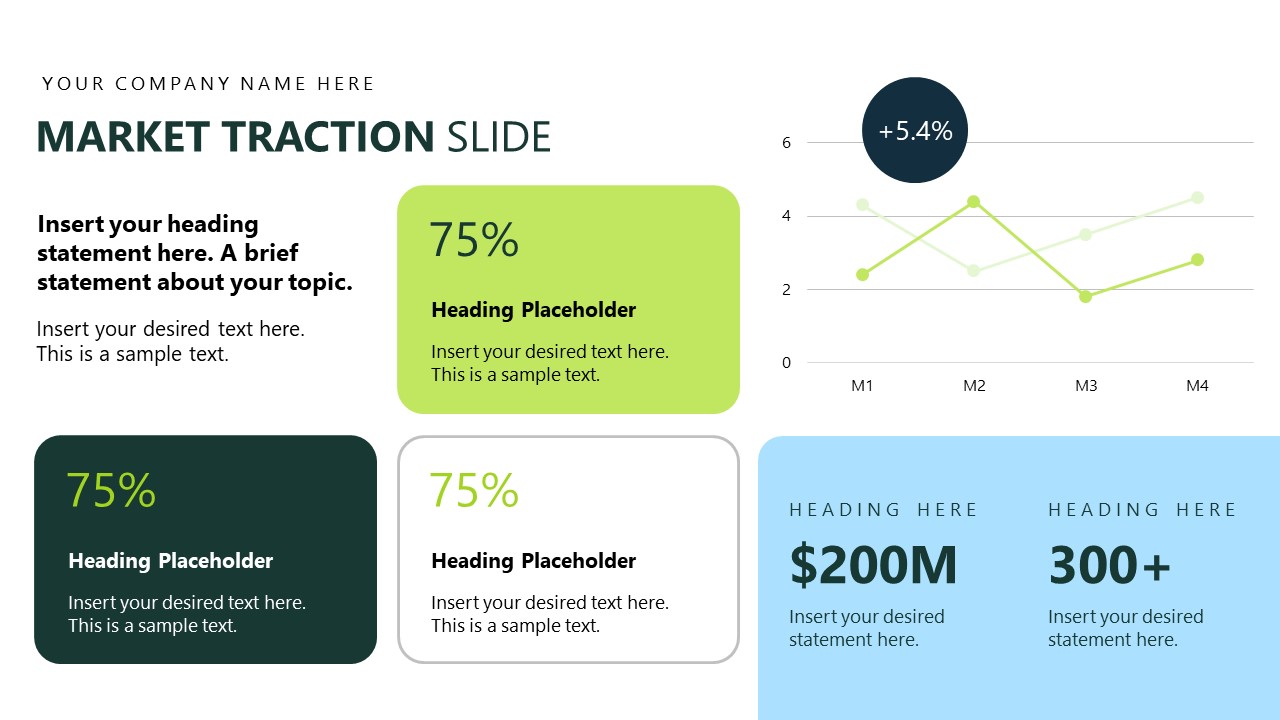 YOUR COMPANY NAME HERE
MARKET TRACTION SLIDE
Insert your heading
statement here. A brief
statement about your topic.
Insert your desired text here.
This is a sample text.
75%
Heading Placeholder
Insert your desired text here.
This is a sample text.
75%
Heading Placeholder
Insert your desired text here.
This is a sample text.
75%
Heading Placeholder
Insert your desired text here.
This is a sample text.
+5.4%
6
4
2
0
M1 M2 M3 M4
HEADING HERE
$200M
Insert your desired
statement here.
HEADING HERE
300+
Insert your desired
statement here.